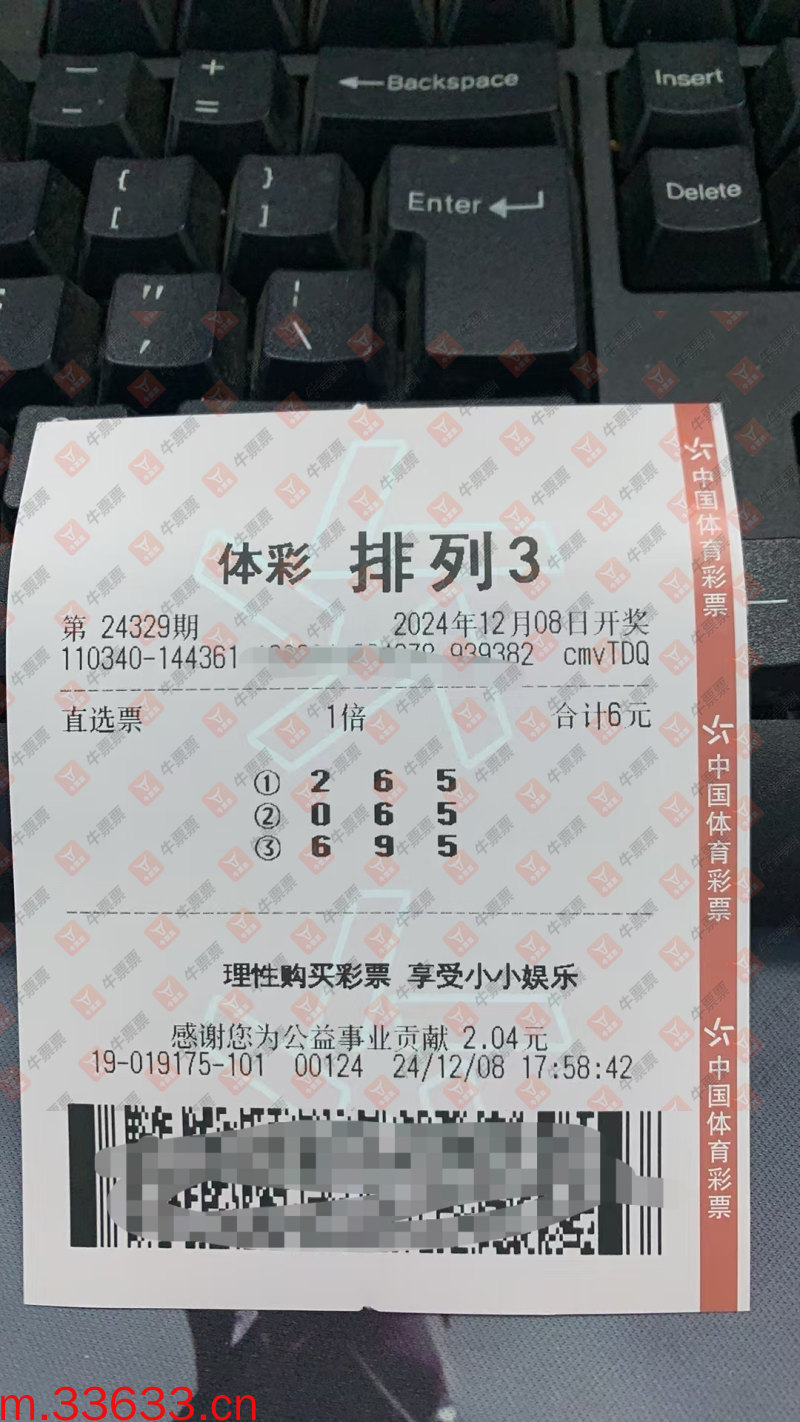 — +
- = ←Backspace Insert
{ }
[ ] Enter Delete
" ¦
' \
体彩 排列3
第 24329期 2024年12月08日开奖
110340-144361 939382 cmvTDQ
直选票 1倍 合计6元
① 2 6 5
② 0 6 5
③ 6 9 5
理性购买彩票 享受小小娱乐
感谢您为公益事业贡献 2.04元
19-019175-101 00124 24/12/08 17:58:42
中国体育彩票
中国体育彩票
中国体育彩票
牛票票
m.33633.cn